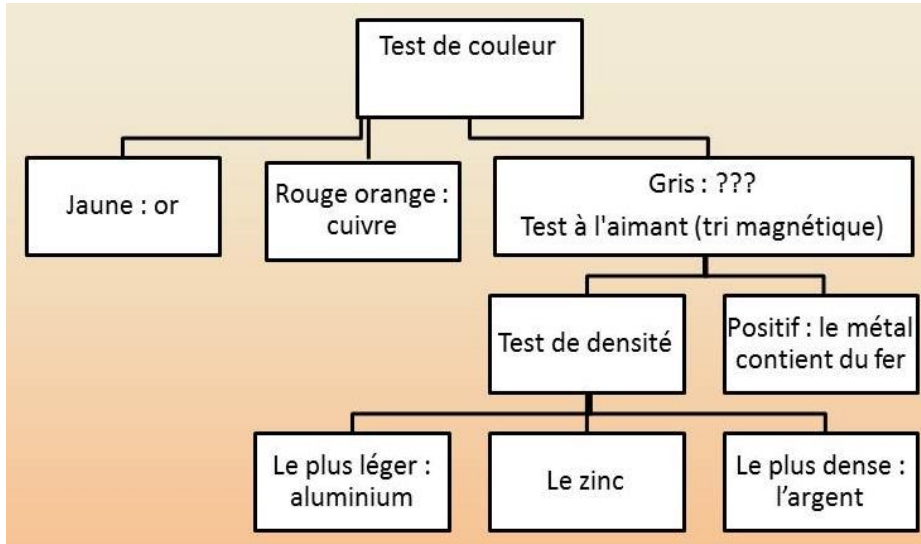 Test de couleur
Jaune : or
Rouge orange :
cuivre
Gris : ???
Test à l'aimant (tri magnétique)
Test de densité
Positif : le métal
contient du fer
Le plus léger :
aluminium
Le zinc
Le plus dense :
l’argent